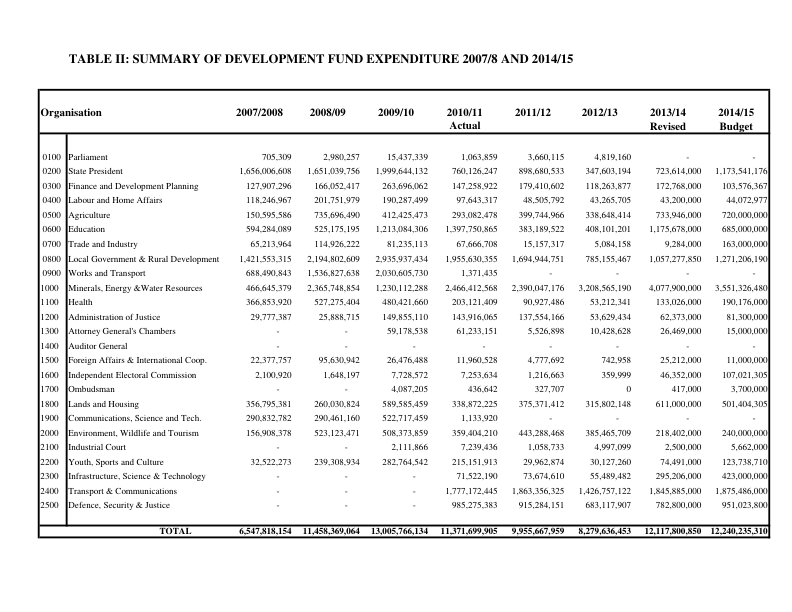 TABLE II: SUMMARY OF DEVELOPMENT FUND EXPENDITURE 2007/8 AND 2014/15
Organisation 2007/2008 2008/09 2009/10 2010/11 2011/12 2012/13 2013/14 2014/15
Actual Revised Budget
0100 Parliament 705,309 2,980,257 15,437,339 1,063,859 3,660,115 4,819,160 - -
0200 State President 1,656,006,608 1,651,039,756 1,999,644,132 760,126,247 898,680,533 347,603,194 723,614,000 1,173,541,176
0300 Finance and Development Planning 127,907,296 166,052,417 263,696,062 147,258,922 179,410,602 118,263,877 172,768,000 103,576,367
0400 Labour and Home Affairs 118,246,967 201,751,979 190,287,499 97,643,317 48,505,792 43,265,705 43,200,000 44,072,977
0500 Agriculture 150,595,586 735,696,490 412,425,473 293,082,478 399,744,966 338,648,414 733,946,000 720,000,000
0600 Education 594,284,089 525,175,195 1,213,084,306 1,397,750,865 383,189,522 408,101,201 1,175,678,000 685,000,000
0700 Trade and Industry 65,213,964 114,926,222 81,235,113 67,666,708 15,157,317 5,084,158 9,284,000 163,000,000
0800 Local Government & Rural Development 1,421,553,315 2,194,802,609 2,935,937,434 1,955,630,355 1,694,944,751 785,155,467 1,057,277,850 1,271,206,190
0900 Works and Transport 688,490,843 1,536,827,638 2,030,605,730 1,371,435 - - - -
1000 Minerals, Energy &Water Resources 466,645,379 2,365,748,854 1,230,112,288 2,466,412,568 2,390,047,176 3,208,565,190 4,077,900,000 3,551,326,480
1100 Health 366,853,920 527,275,404 480,421,660 203,121,409 90,927,486 53,212,341 133,026,000 190,176,000
1200 Administration of Justice 29,777,387 25,888,715 149,855,110 143,916,065 137,554,166 53,629,434 62,373,000 81,300,000
1300 Attorney General's Chambers - - 59,178,538 61,233,151 5,526,898 10,428,628 26,469,000 15,000,000
1400 Auditor General - - - - - - - -
1500 Foreign Affairs & International Coop. 22,377,757 95,630,942 26,476,488 11,960,528 4,777,692 742,958 25,212,000 11,000,000
1600 Independent Electoral Commission 2,100,920 1,648,197 7,728,572 7,253,634 1,216,663 359,999 46,352,000 107,021,305
1700 Ombudsman - - 4,087,205 436,642 327,707 0 417,000 3,700,000
1800 Lands and Housing 356,795,381 260,030,824 589,585,459 338,872,225 375,371,412 315,802,148 611,000,000 501,404,305
1900 Communications, Science and Tech. 290,832,782 290,461,160 522,717,459 1,133,920 - - - -
2000 Environment, Wildlife and Tourism 156,908,378 523,123,471 508,373,859 359,404,210 443,288,468 385,465,709 218,402,000 240,000,000
2100 Industrial Court - - 2,111,866 7,239,436 1,058,733 4,997,099 2,500,000 5,662,000
2200 Youth, Sports and Culture 32,522,273 239,308,934 282,764,542 215,151,913 29,962,874 30,127,260 74,491,000 123,738,710
2300 Infrastructure, Science & Technology - - - 71,522,190 73,674,610 55,489,482 295,206,000 423,000,000
2400 Transport & Communications - - - 1,777,172,445 1,863,356,325 1,426,757,122 1,845,885,000 1,875,486,000
2500 Defence, Security & Justice - - - 985,275,383 915,284,151 683,117,907 782,800,000 951,023,800
TOTAL 6,547,818,154 11,458,369,064 13,005,766,134 11,371,699,905 9,955,667,959 8,279,636,453 12,117,800,850 12,240,235,310